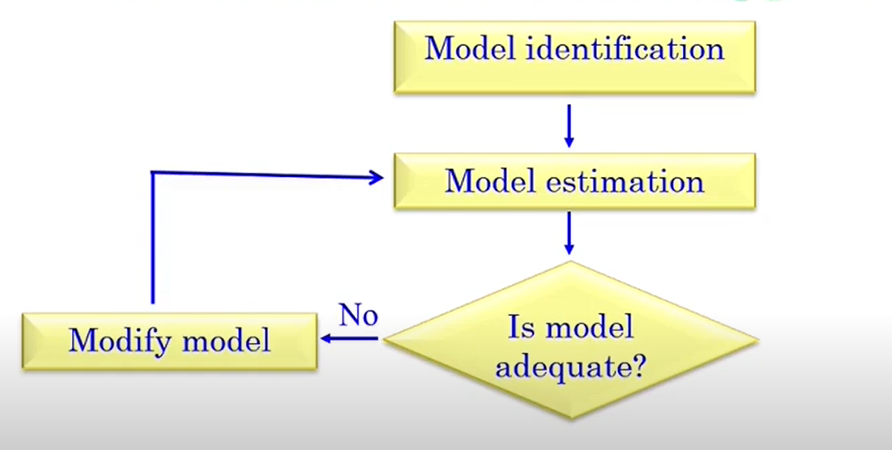 Model identification
Model estimation
No
Modify model
Is model
adequate?